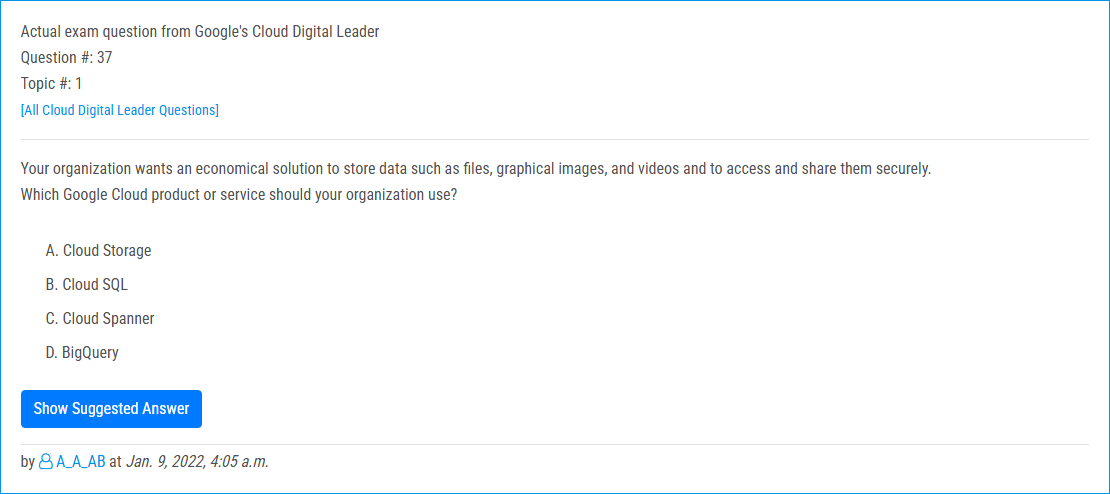 Actual exam question from Google's Cloud Digital Leader
Question #: 37
Topic #: 1
[All Cloud Digital Leader Questions]
Your organization wants an economical solution to store data such as files, graphical images, and videos and to access and share them securely.
Which Google Cloud product or service should your organization use?
A. Cloud Storage
B. Cloud SQL
C. Cloud Spanner
D. BigQuery
Show Suggested Answer
by A_A_AB at Jan. 9, 2022, 4:05 a.m.